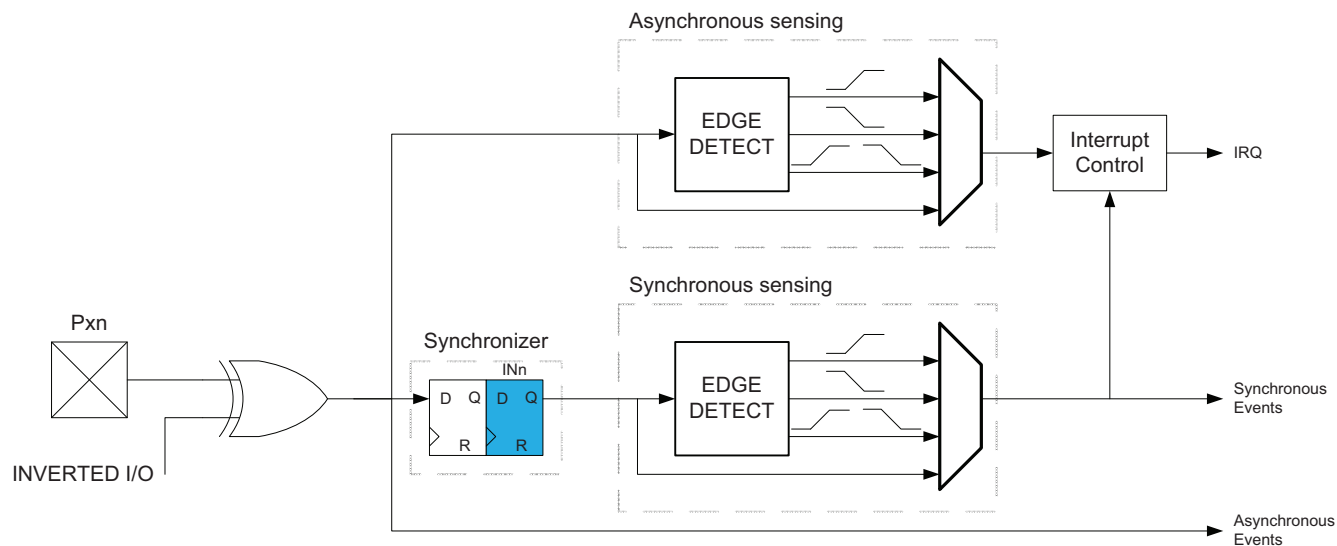 Asynchronous sensing
EDGE
DETECT
Interrupt
Control
IRQ
Synchronous sensing
Pxn
Synchronizer
INn
D Q D Q
R R
EDGE
DETECT
Synchronous
Events
INVERTED I/O
Asynchronous
Events